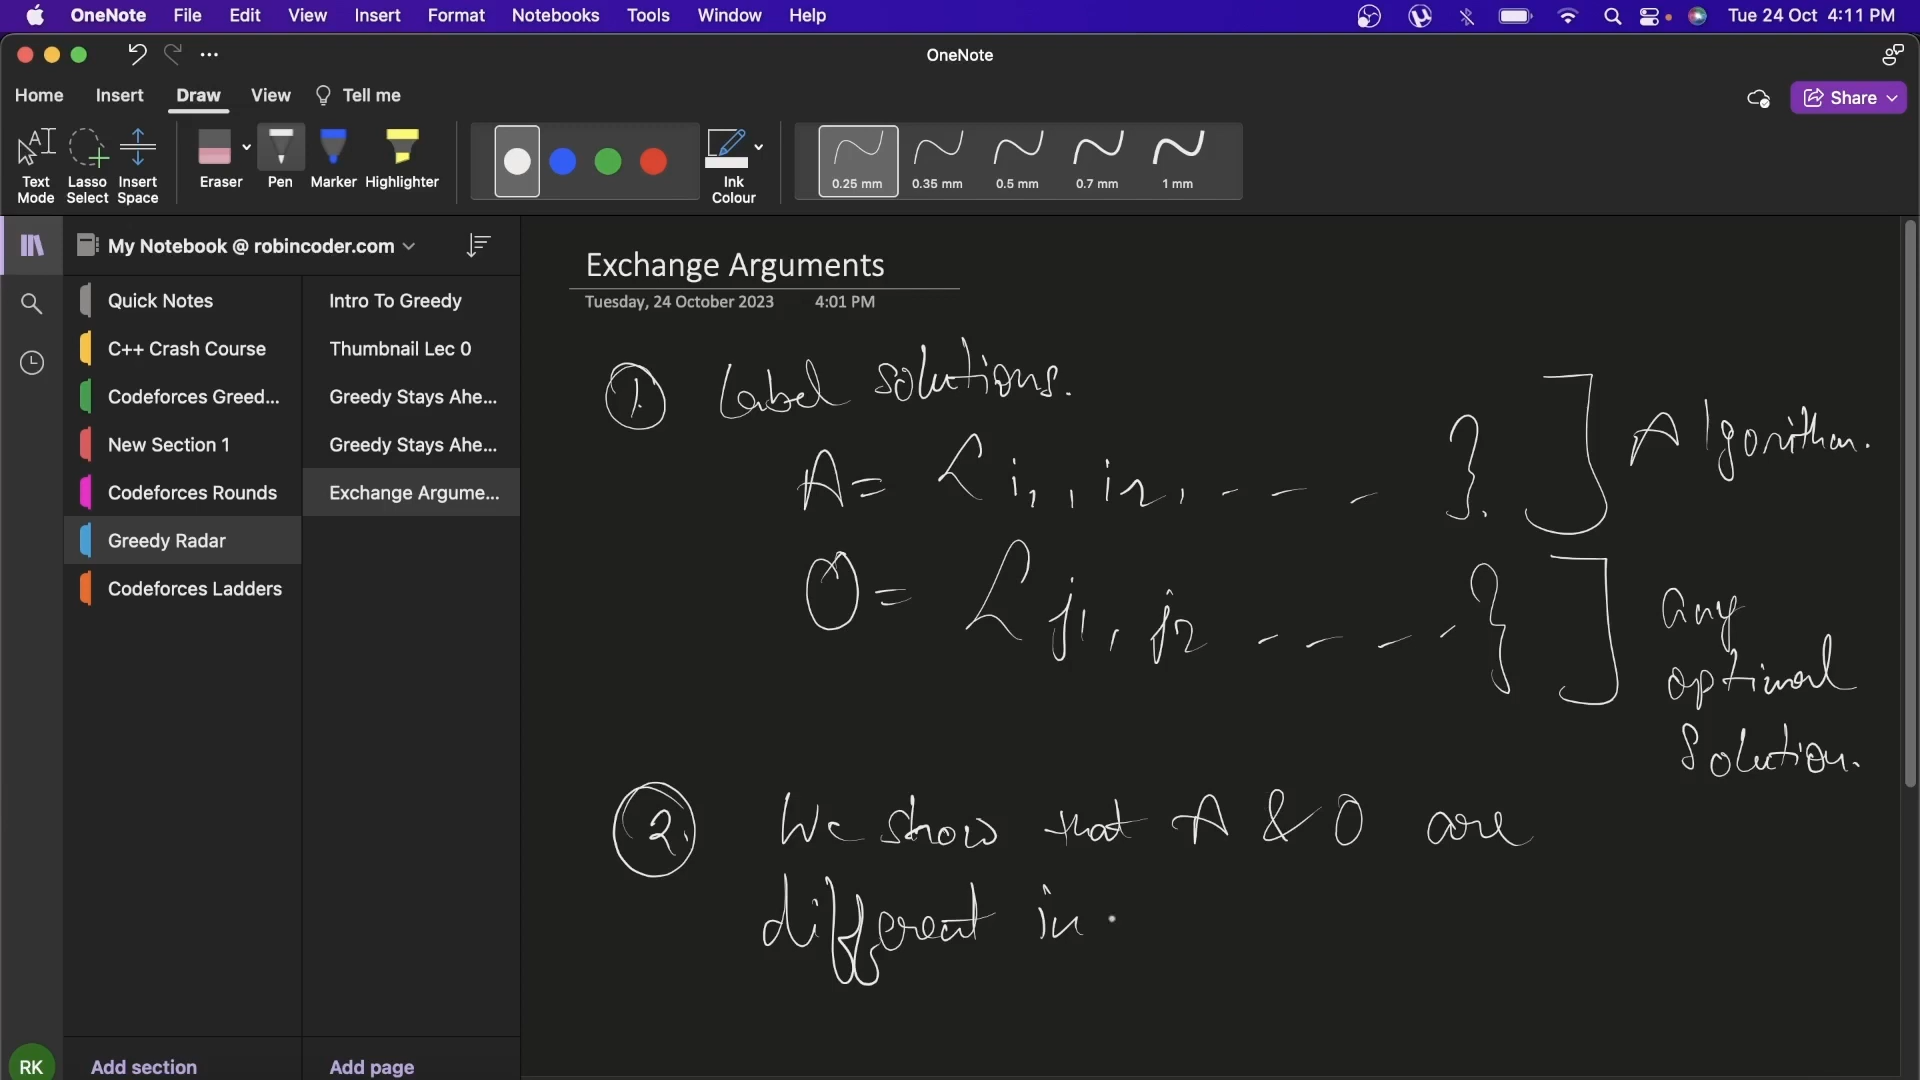 OneNote File Edit View Insert Format Notebooks Tools Window Help Tue 24 Oct 4:11 PM
OneNote
Home Insert Draw View Tell me Share
Text Mode
Lasso Select
Insert Space
Eraser
Pen
Marker
Highlighter
Ink Colour
0.25 mm 0.35 mm 0.5 mm 0.7 mm 1 mm
My Notebook @ robincoder.com
Quick Notes
C++ Crash Course
Codeforces Greed...
New Section 1
Codeforces Rounds
Greedy Radar
Codeforces Ladders
Add section
RK
Intro To Greedy
Thumbnail Lec 0
Greedy Stays Ahe...
Greedy Stays Ahe...
Exchange Argume...
Add page
Exchange Arguments
Tuesday, 24 October 2023 4:01 PM
1. Label solutions.
A = { i1, i2, - - - }. ] Algorithm.
O = { j1, j2 - - - - } ] any
optimal
Solution.
2. We show that A & O are
different in